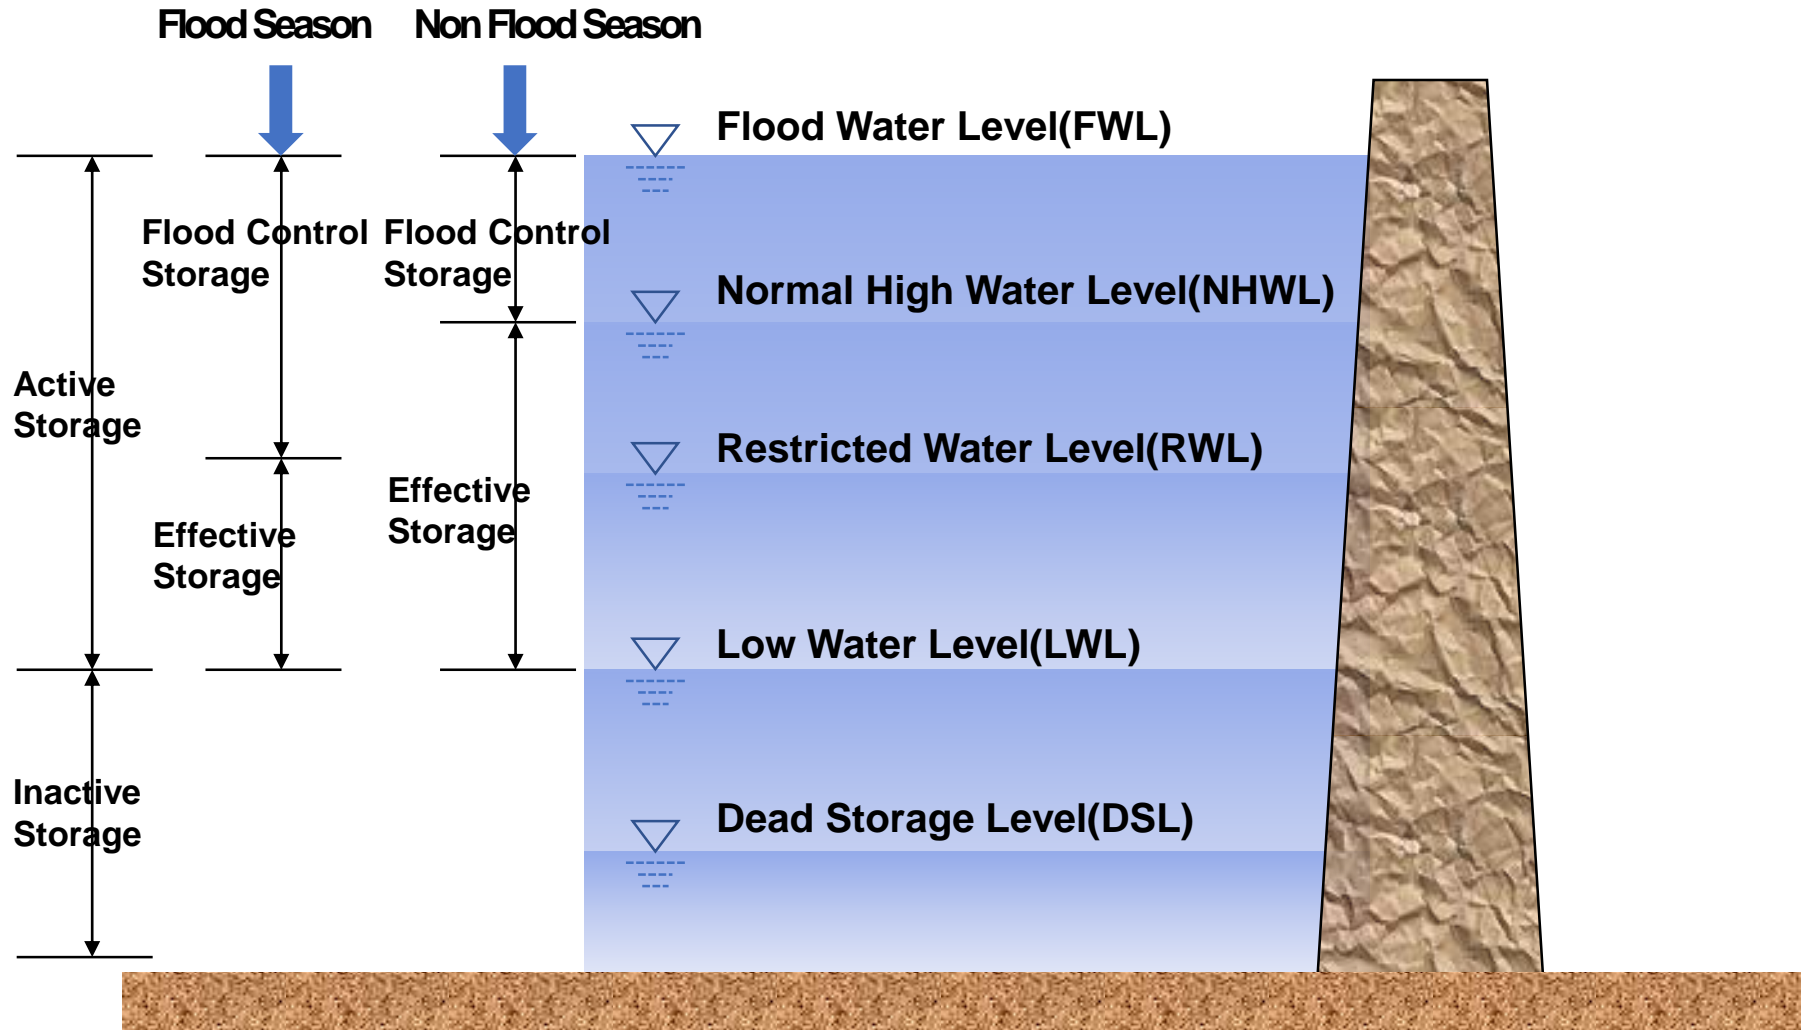 Flood Season
Non Flood Season
Flood Water Level(FWL)
Flood Control
Storage
Flood Control
Storage
Normal High Water Level(NHWL)
Active
Storage
Restricted Water Level(RWL)
Effective
Storage
Effective
Storage
Low Water Level(LWL)
Inactive
Storage
Dead Storage Level(DSL)